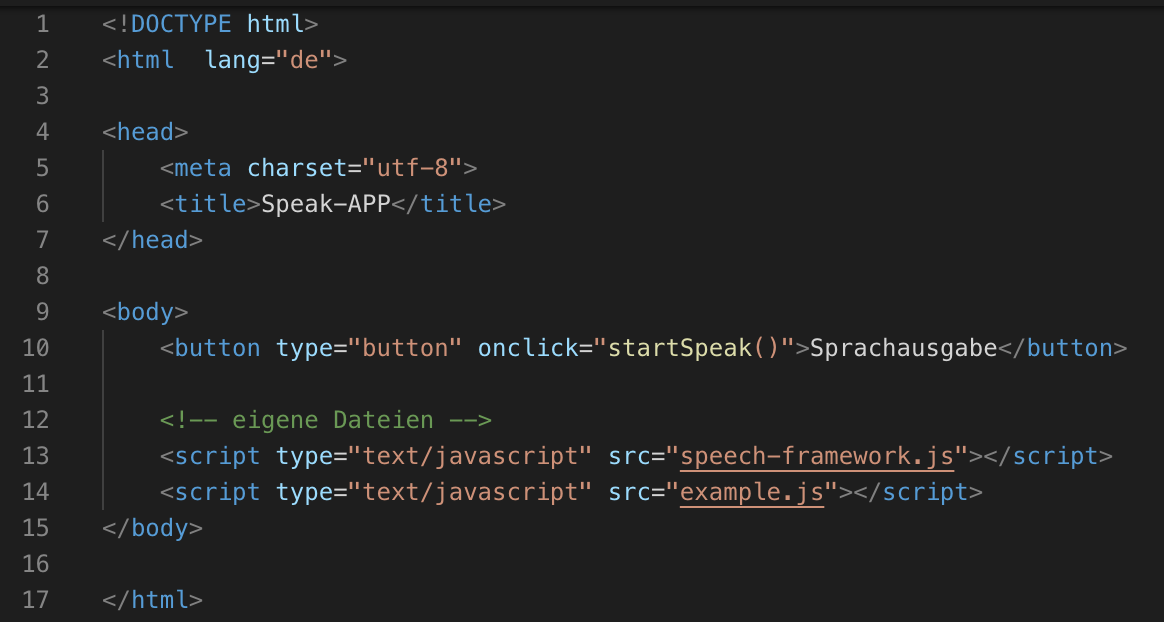 1 <!DOCTYPE html>
2 <html  lang="de">
3
4 <head>
5     <meta charset="utf-8">
6     <title>Speak-APP</title>
7 </head>
8
9 <body>
10     <button type="button" onclick="startSpeak()">Sprachausgabe</button>
11
12     <!-- eigene Dateien -->
13     <script type="text/javascript" src="speech-framework.js"></script>
14     <script type="text/javascript" src="example.js"></script>
15 </body>
16
17 </html>